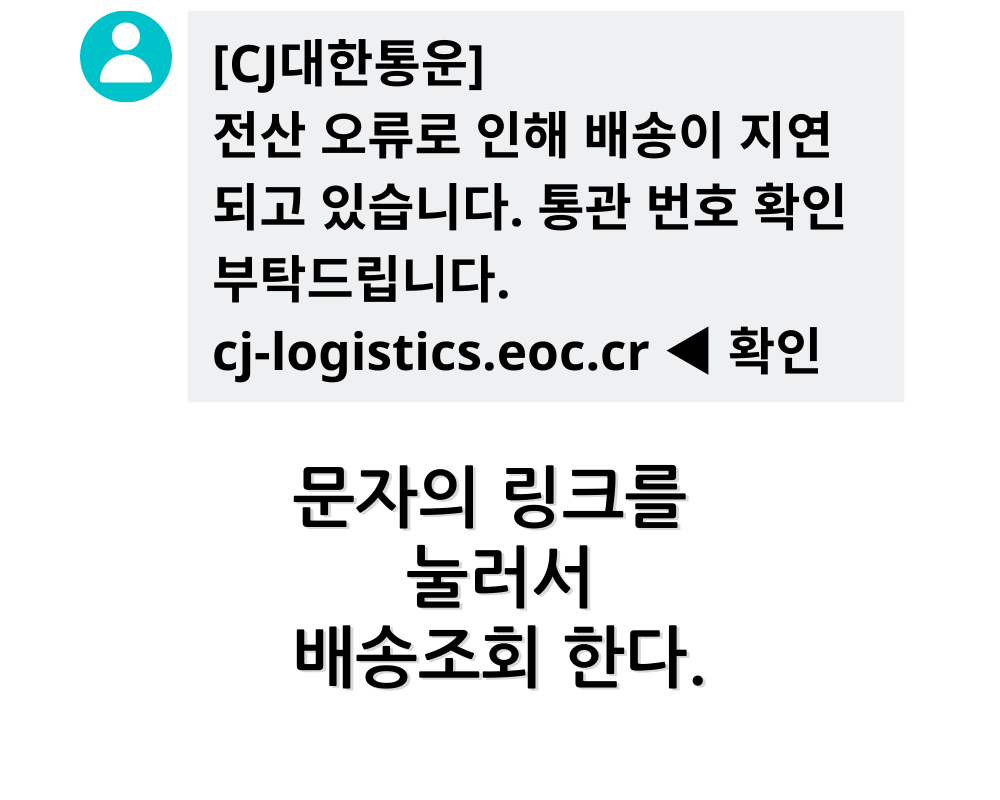 [CJ대한통운]
전산 오류로 인해 배송이 지연
되고 있습니다. 통관 번호 확인
부탁드립니다.
cj-logistics.eoc.cr ◀ 확인
문자의 링크를
눌러서
배송조회 한다.